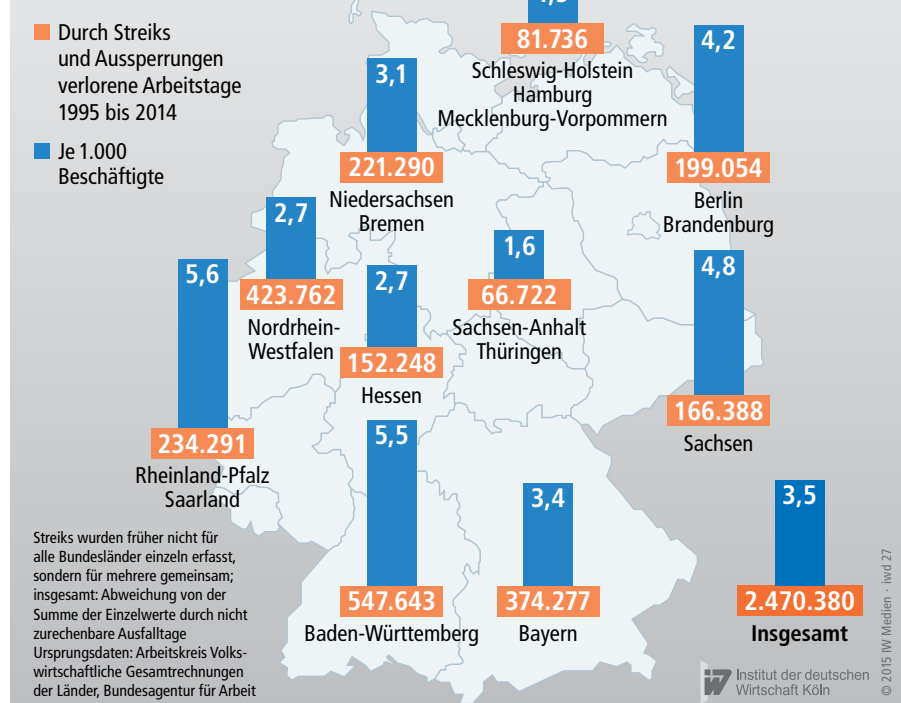 Durch Streiks
und Aussperrungen
verlorene Arbeitstage
1995 bis 2014
Je 1.000
Beschäftigte
81.736
Schleswig-Holstein
Hamburg
Mecklenburg-Vorpommern
4,2
199.054
Berlin
Brandenburg
3,1
221.290
Niedersachsen
Bremen
2,7
423.762
Nordrhein-
Westfalen
1,6
66.722
Sachsen-Anhalt
Thüringen
4,8
166.388
Sachsen
5,6
234.291
Rheinland-Pfalz
Saarland
2,7
152.248
Hessen
5,5
547.643
Baden-Württemberg
3,4
374.277
Bayern
3,5
2.470.380
Insgesamt
Streiks wurden früher nicht für
alle Bundesländer einzeln erfasst,
sondern für mehrere gemeinsam;
insgesamt: Abweichung von der
Summe der Einzelwerte durch nicht
zurechenbare Ausfalltage
Ursprungsdaten: Arbeitskreis Volks-
wirtschaftliche Gesamtrechnungen
der Länder, Bundesagentur für Arbeit
iw Institut der deutschen
Wirtschaft Köln
© 2015 IW Medien · iwd 27